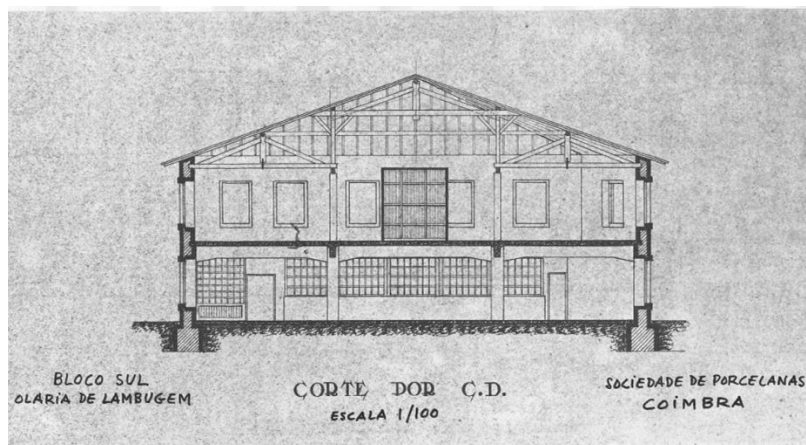 BLOCO SUL
OLARIA DE LAMBUGEM
CORTE DOR C.D.
ESCALA 1/100
SOCIEDADE DE PORCELANAS
COIMBRA